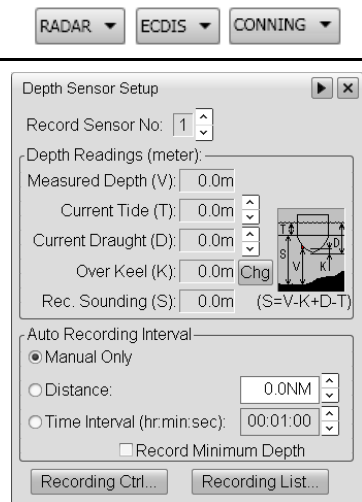 RADAR ECDIS CONNING
Depth Sensor Setup
Record Sensor No: 1
Depth Readings (meter):
Measured Depth (V): 0.0m
Current Tide (T): 0.0m
Current Draught (D): 0.0m
Over Keel (K): 0.0m Chg
Rec. Sounding (S): 0.0m (S=V-K+D-T)
T D S V K
Auto Recording Interval
Manual Only
Distance: 0.0NM
Time Interval (hr:min:sec): 00:01:00
Record Minimum Depth
Recording Ctrl... Recording List...